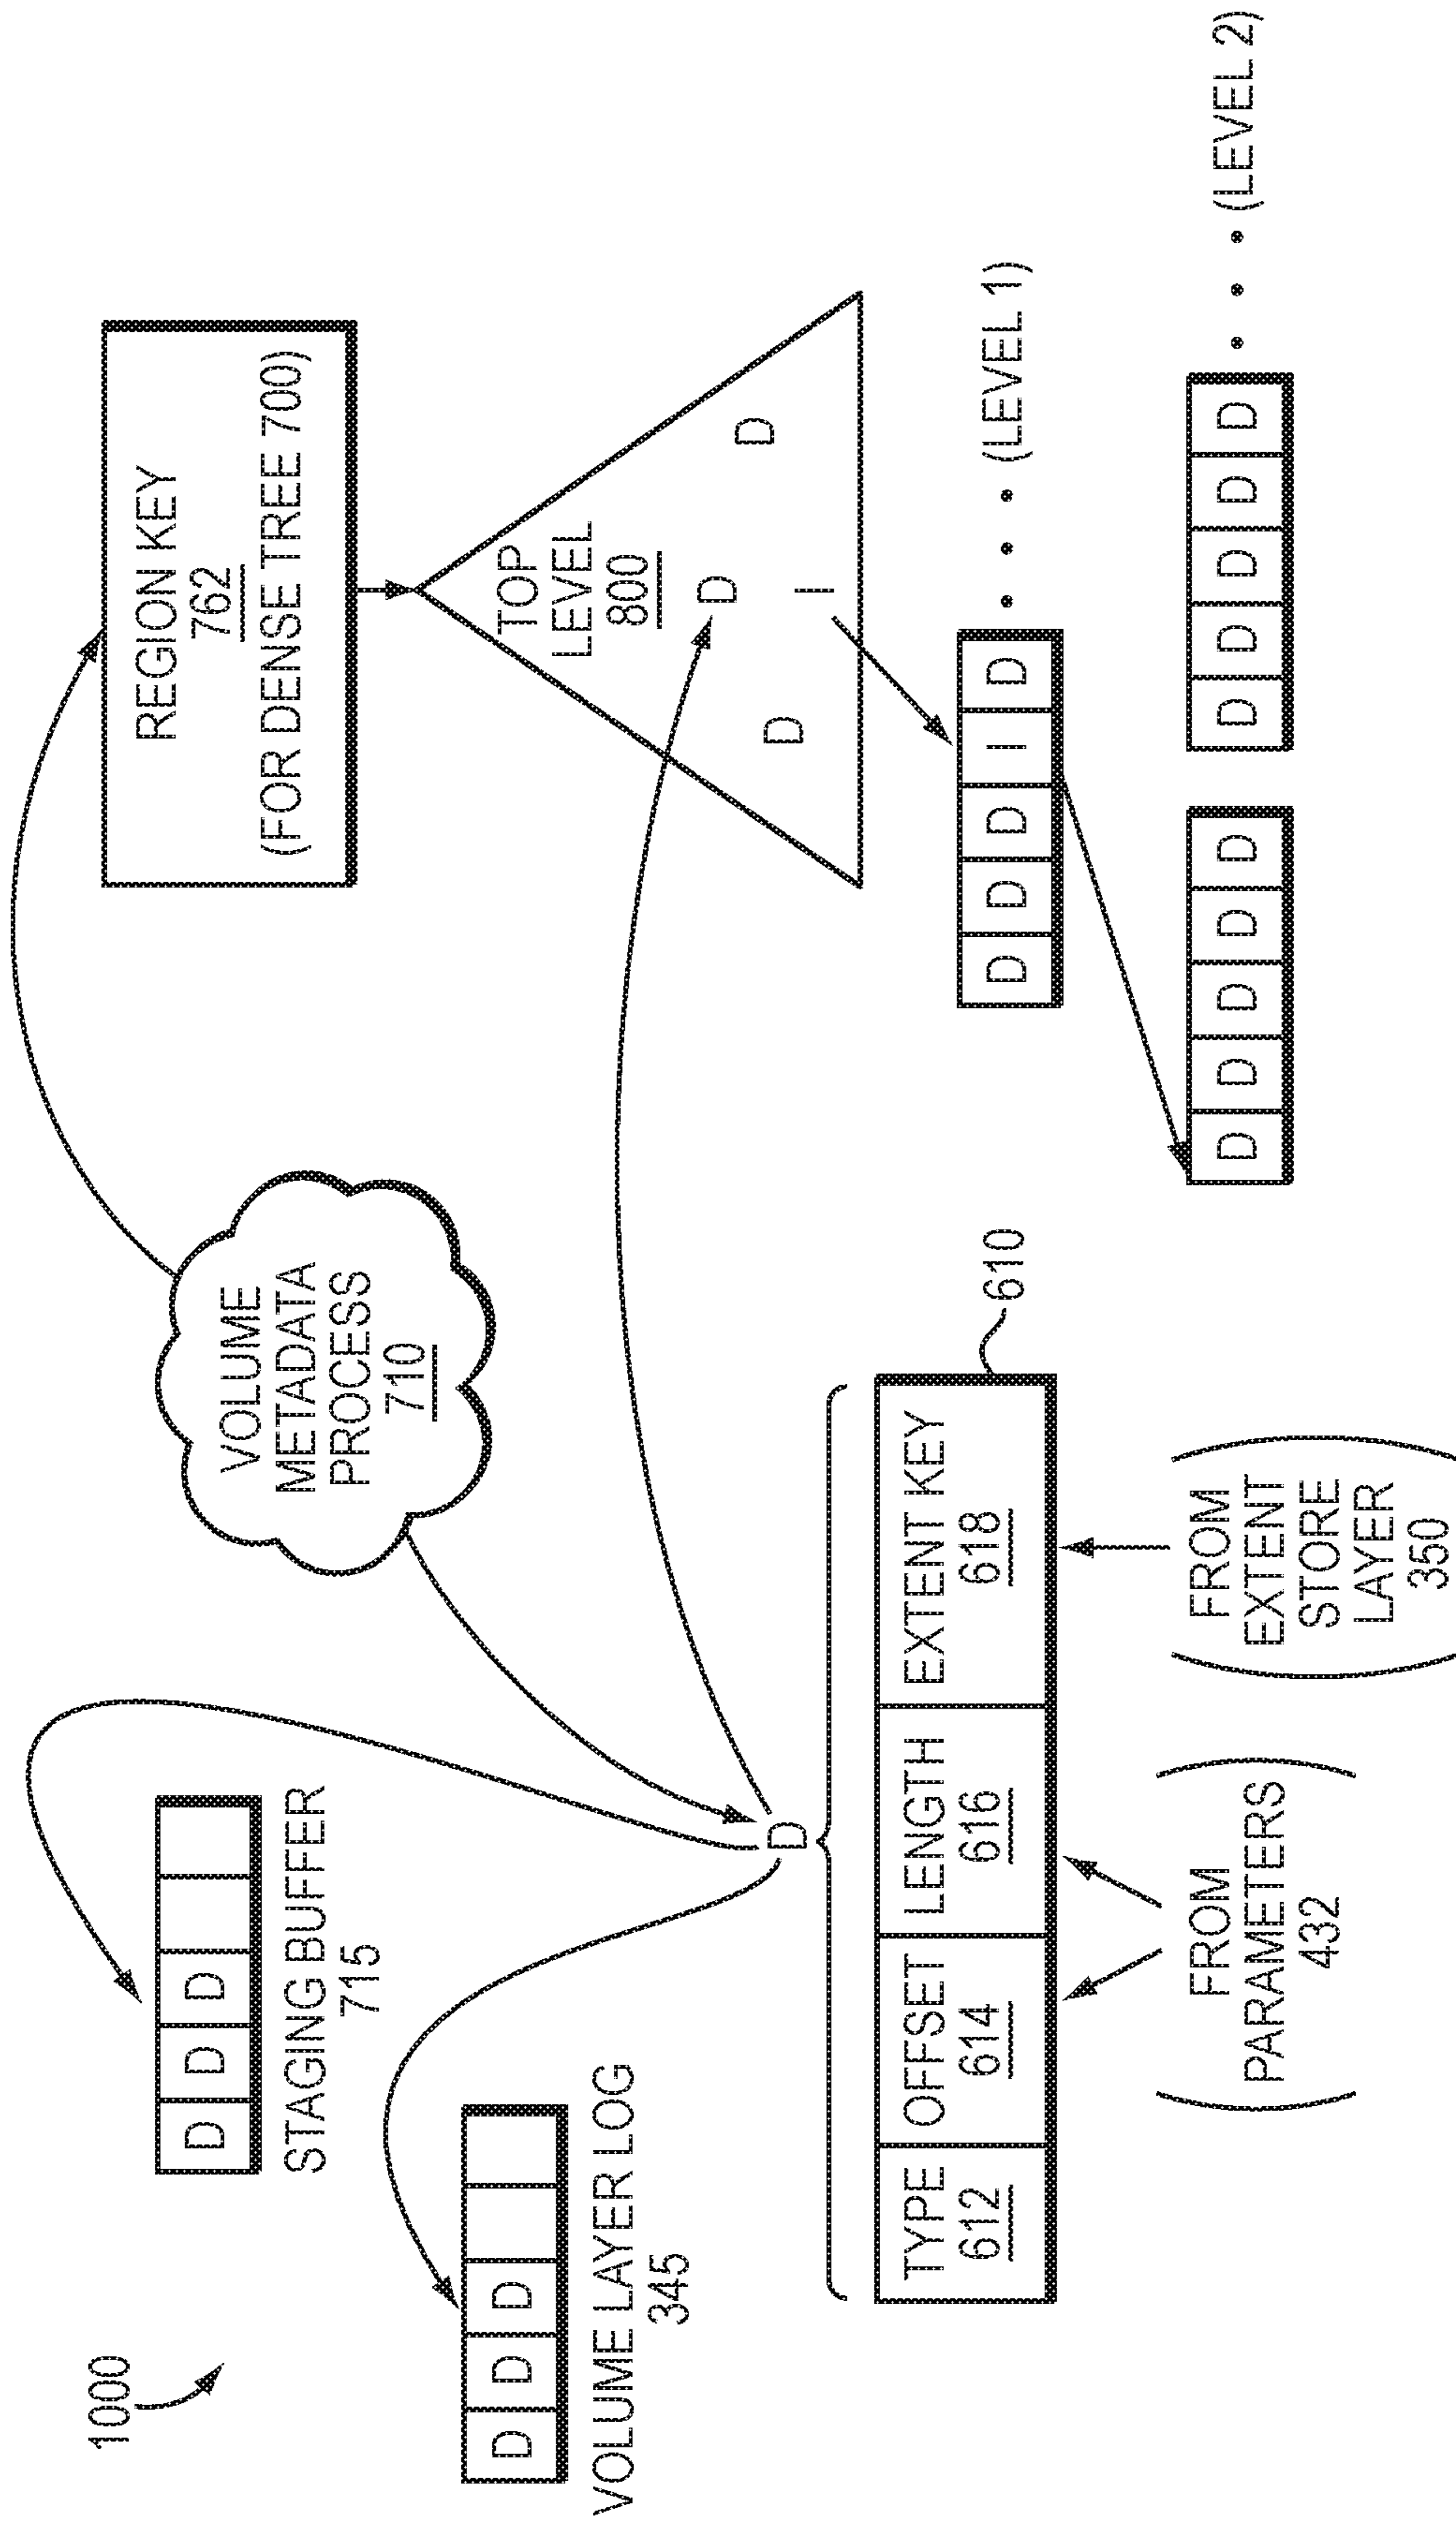 1000
D D D
STAGING BUFFER
715
D D D
VOLUME LAYER LOG
345
VOLUME
METADATA
PROCESS
710
REGION KEY
762
(FOR DENSE TREE 700)
TOP
LEVEL
800
D D D
I
D
TYPE
612
OFFSET
614
LENGTH
616
EXTENT KEY
618
610
FROM
PARAMETERS
432
FROM
EXTENT
STORE
LAYER
350
D D D I D
(LEVEL 1)
D D D D D
D D D D D
(LEVEL 2)